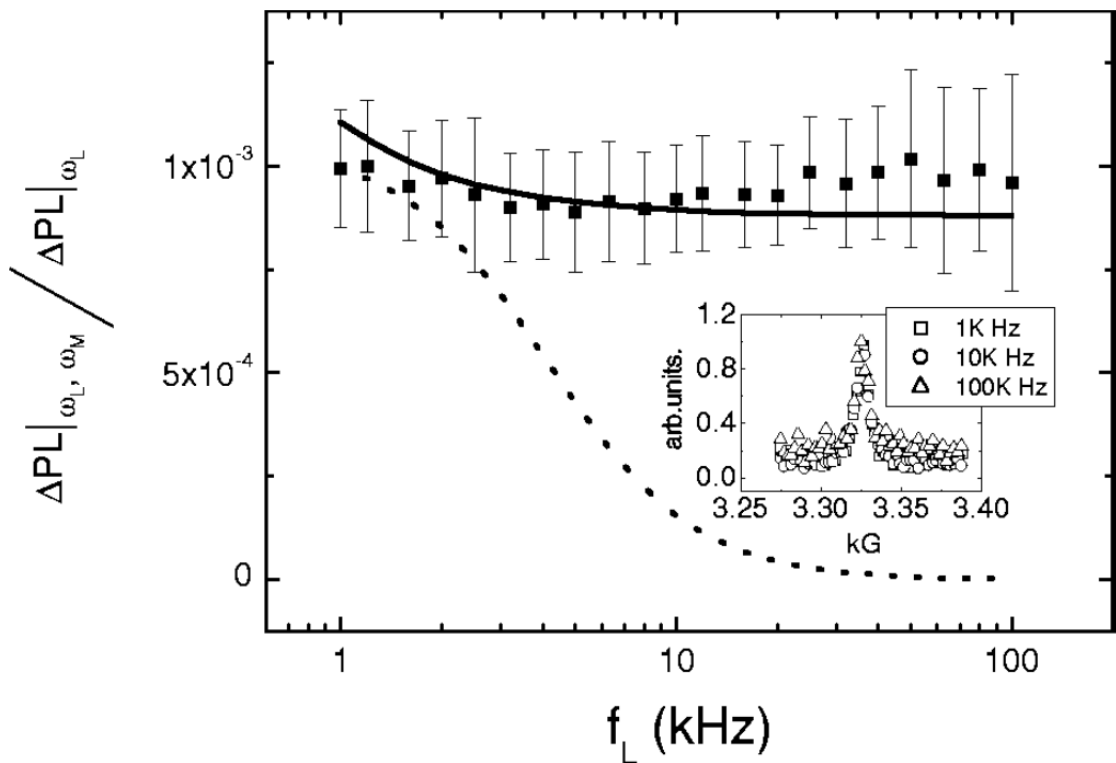 ΔPL|ω_L, ω_M / ΔPL|ω_L
1x10⁻³
5x10⁻⁴
0
1 10 100
f_L (kHz)
arb.units.
1.2
0.8
0.4
0.0
3.25 3.30 3.35 3.40
kG
1K Hz
10K Hz
100K Hz